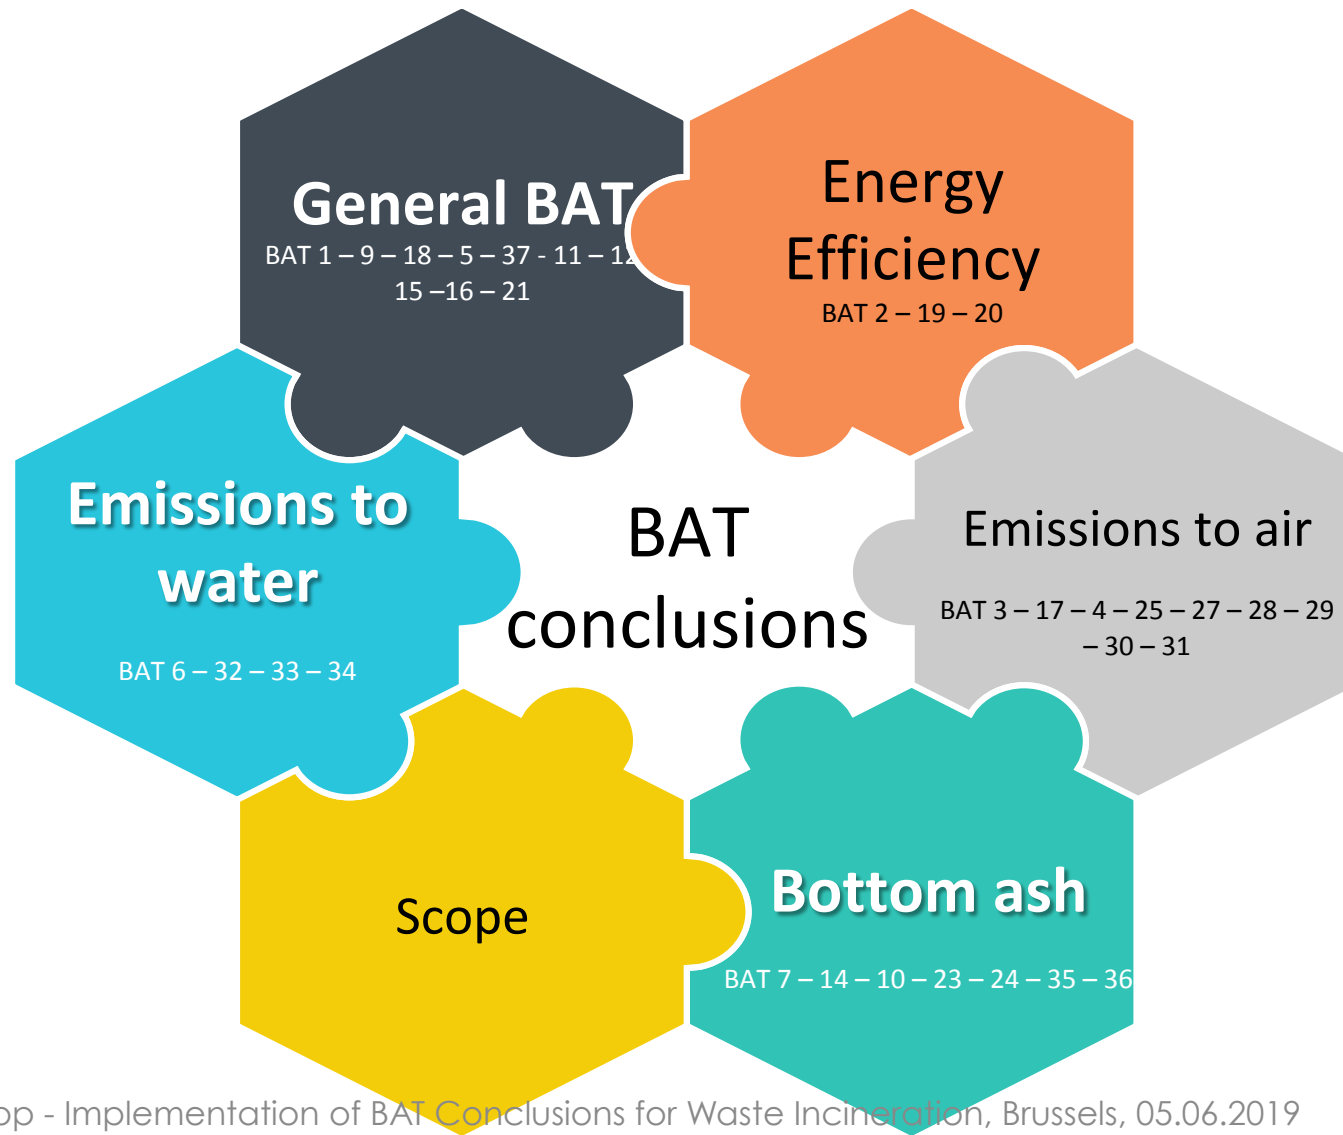 General BAT
BAT 1 – 9 – 18 – 5 – 37 - 11 – 12
15 –16 – 21
Energy
Efficiency
BAT 2 – 19 – 20
Emissions to
water
BAT 6 – 32 – 33 – 34
BAT
conclusions
Emissions to air
BAT 3 – 17 – 4 – 25 – 27 – 28 – 29
– 30 – 31
Scope
Bottom ash
BAT 7 – 14 – 10 – 23 – 24 – 35 – 36
- Implementation of BAT Conclusions for Waste Incineration, Brussels, 05.06.2019